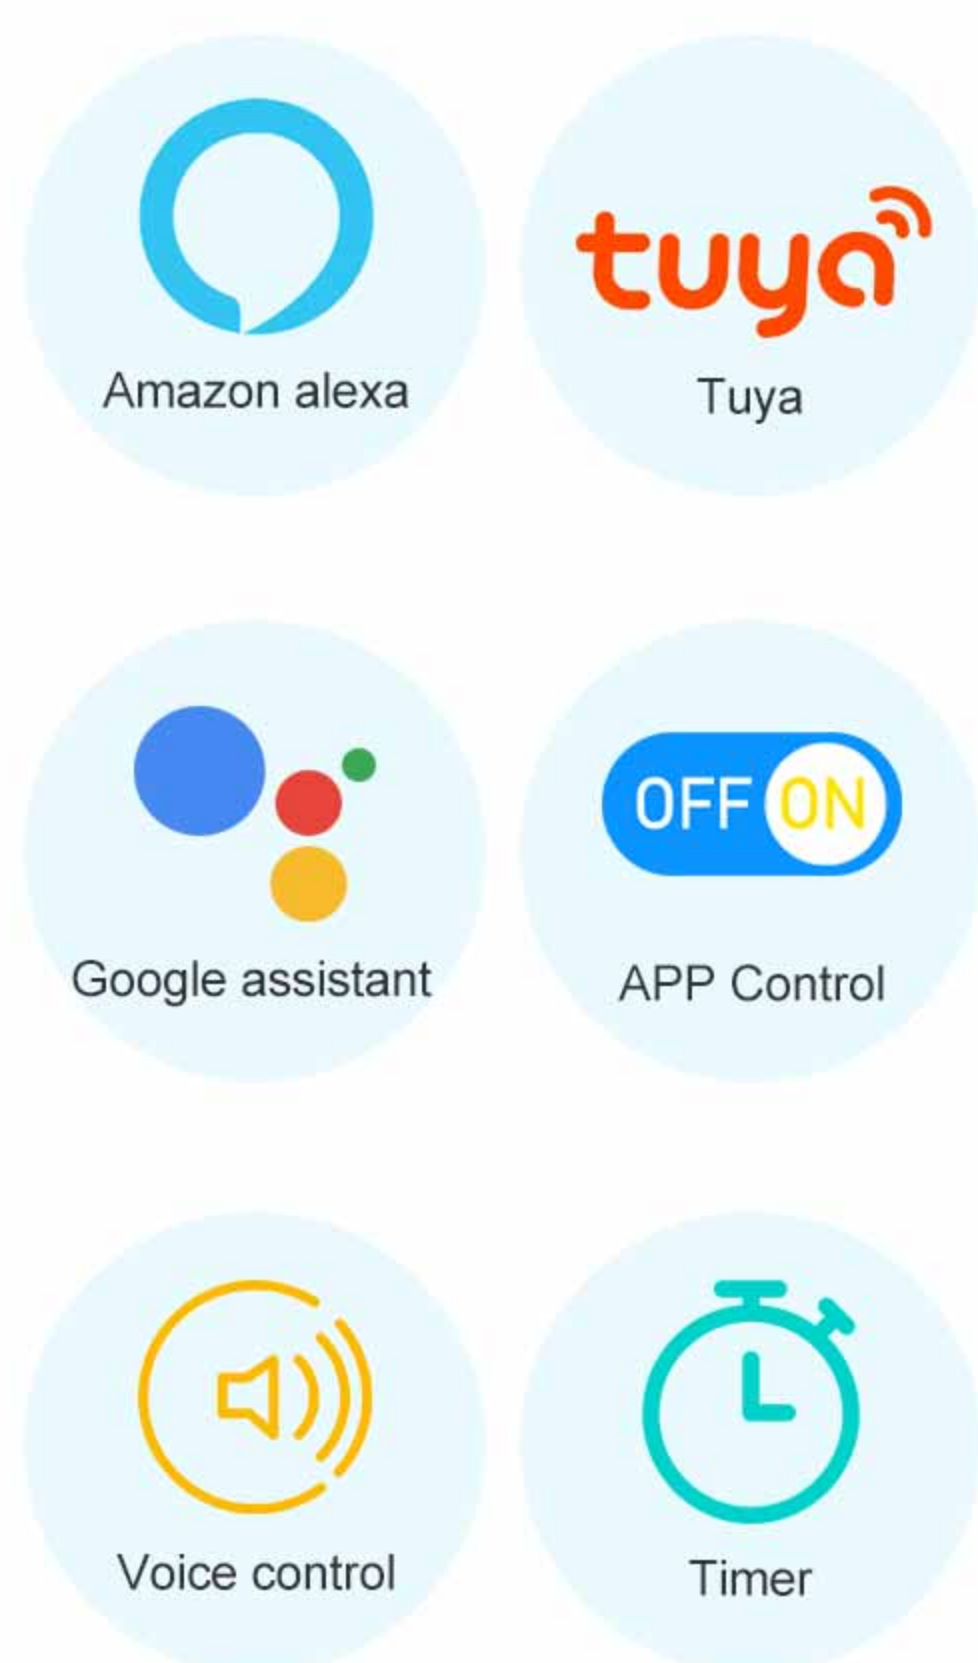 Amazon alexa
tuya
Tuya
Google assistant
OFF ON
APP Control
Voice control
Timer